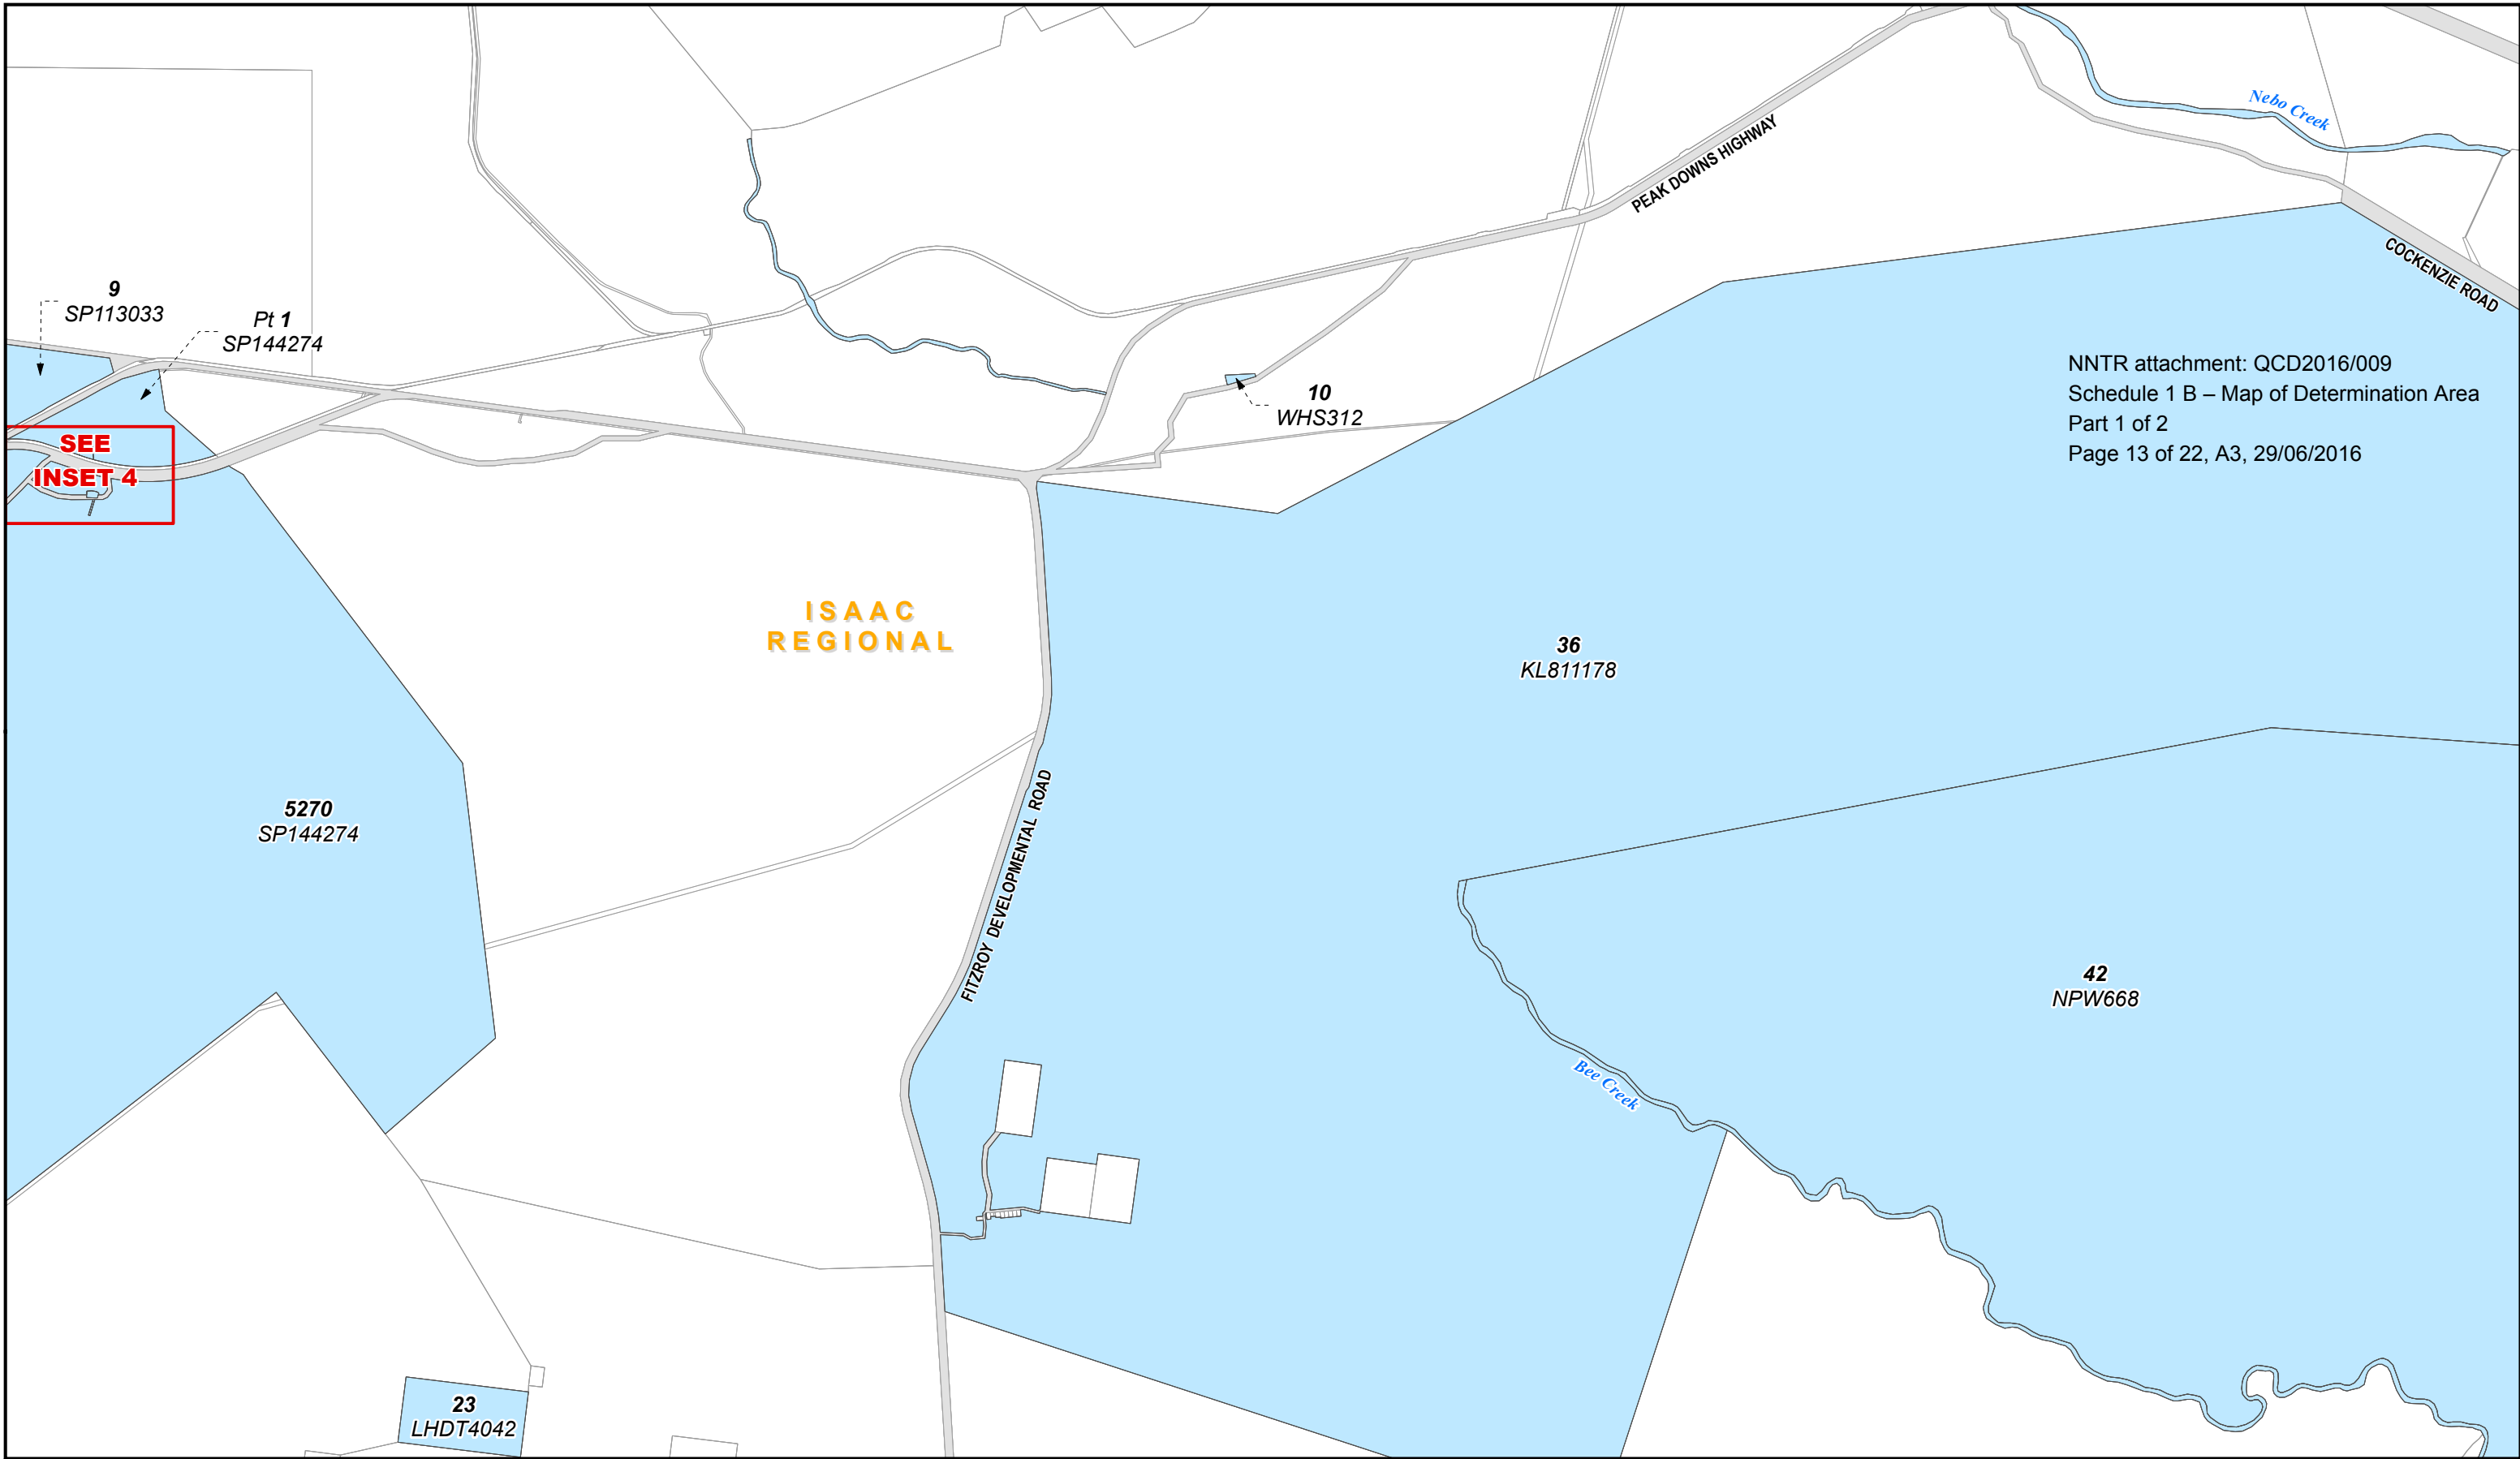 Nebo Creek
PEAK DOWNS HIGHWAY
COCKENZIE ROAD
9
SP113033
Pt 1
SP144274
NNTR attachment: QCD2016/009
Schedule 1 B – Map of Determination Area
Part 1 of 2
Page 13 of 22, A3, 29/06/2016
10
WHS312
SEE
INSET 4
ISAAC
REGIONAL
36
KL811178
5270
SP144274
FITZROY DEVELOPMENTAL ROAD
42
NPW668
Bee Creek
23
LHDT4042